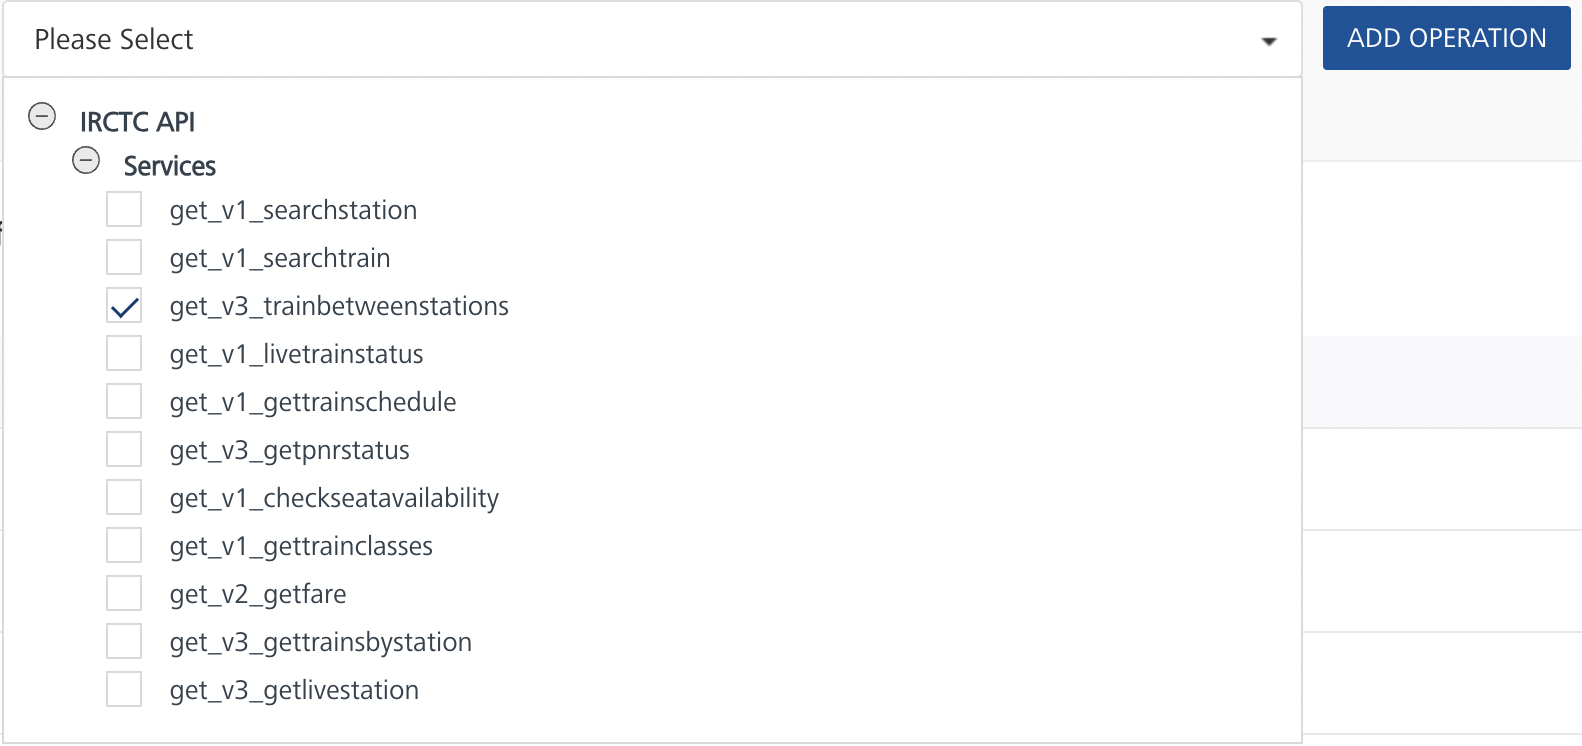 Please Select
ADD OPERATION
IRCTC API
Services
get_v1_searchstation
get_v1_searchtrain
get_v3_trainbetweenstations
get_v1_livetrainstatus
get_v1_gettrainschedule
get_v3_getpnrstatus
get_v1_checkseatavailability
get_v1_gettrainclasses
get_v2_getfare
get_v3_gettrainsbystation
get_v3_getlivestation